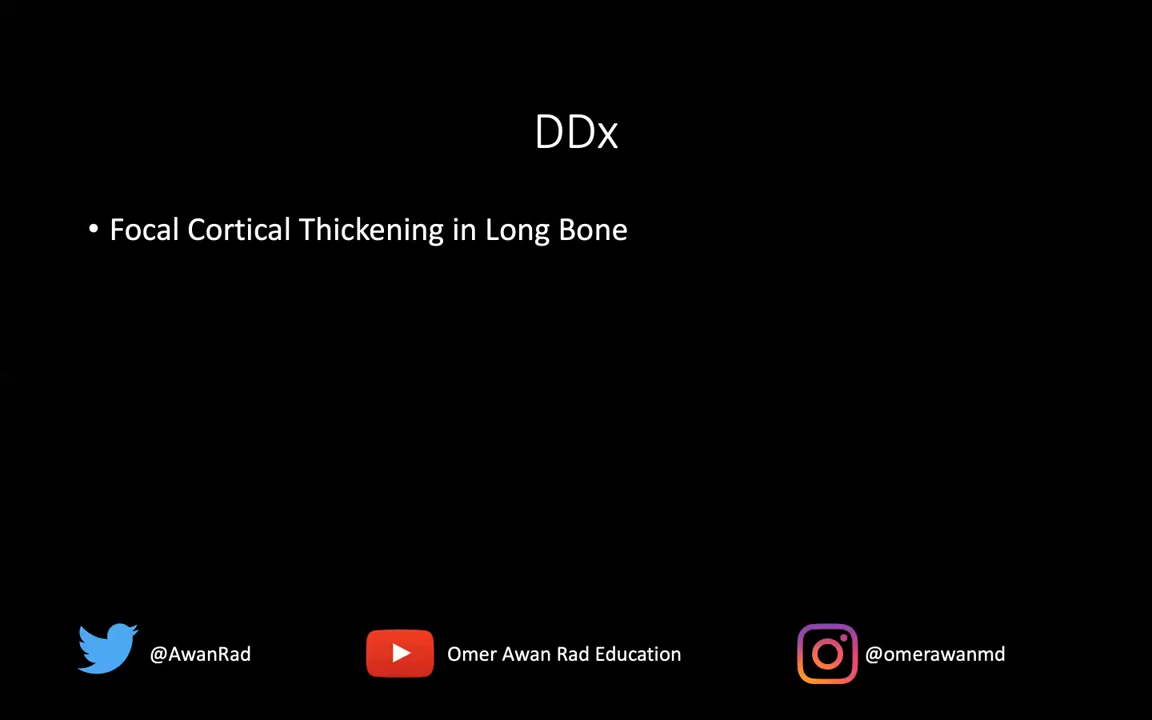 DDx
• Focal Cortical Thickening in Long Bone
@AwanRad
Omer Awan Rad Education
@omerawanmd